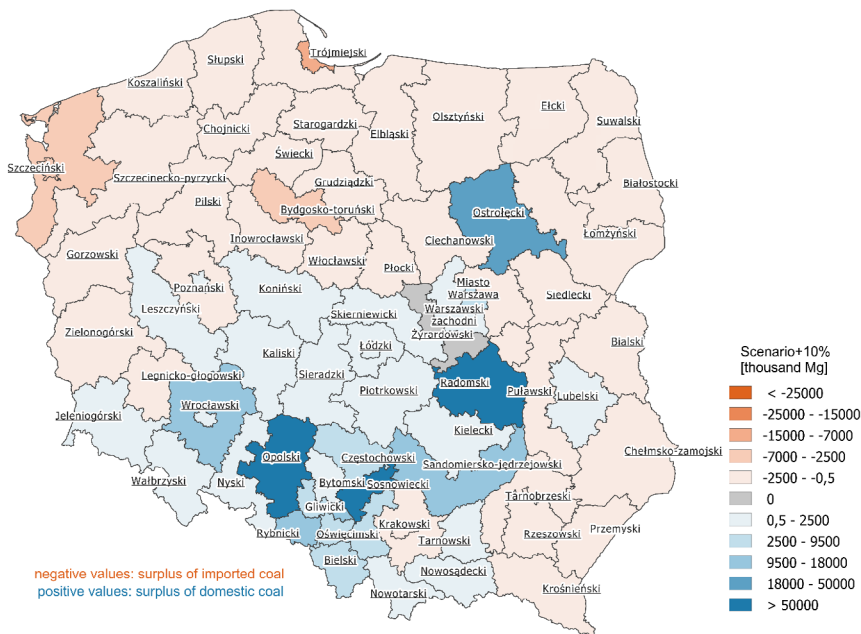 Trójmiejski
Słupski
Koszaliński
Olsztyński
Ełcki
Suwalski
Chojnicki
Starogardzki
Elbląski
Świecki
Szczeciński
Szczecinecko-pyrzycki
Grudziądzki
Białostocki
Pilski
Bydgosko-toruński
Ostrołęcki
Łomżyński
Inowrocławski
Ciechanowski
Gorzowski
Włocławski
Płocki
Poznański
Koniński
Miasto
Warszawa
Siedlecki
Leszczyński
Skierniewicki
Warszawski
zachodni
Zielonogórski
Żyrardowski
Łódzki
Bialski
Kaliski
Legnicko-głogowski
Sieradzki
Piotrkowski
Radomski
Puławski
Lubelski
Wrocławski
Jeleniogórski
Kielecki
Opolski
Częstochowski
Sandomiersko-jędrzejowski
Chełmsko-zamojski
Wałbrzyski
Nyski
Bytomski
Sosnowiecki
Gliwicki
Tarnobrzeski
Rybnicki
Oświęcimski
Krakowski
Tarnowski
Rzeszowski
Przemyski
Bielski
Nowosądecki
Nowotarski
Krośnieński
Scenario+10%
[thousand Mg]
< -25000
-25000 - -15000
-15000 - -7000
-7000 - -2500
-2500 - -0,5
0
0,5 - 2500
2500 - 9500
9500 - 18000
18000 - 50000
> 50000
negative values: surplus of imported coal
positive values: surplus of domestic coal